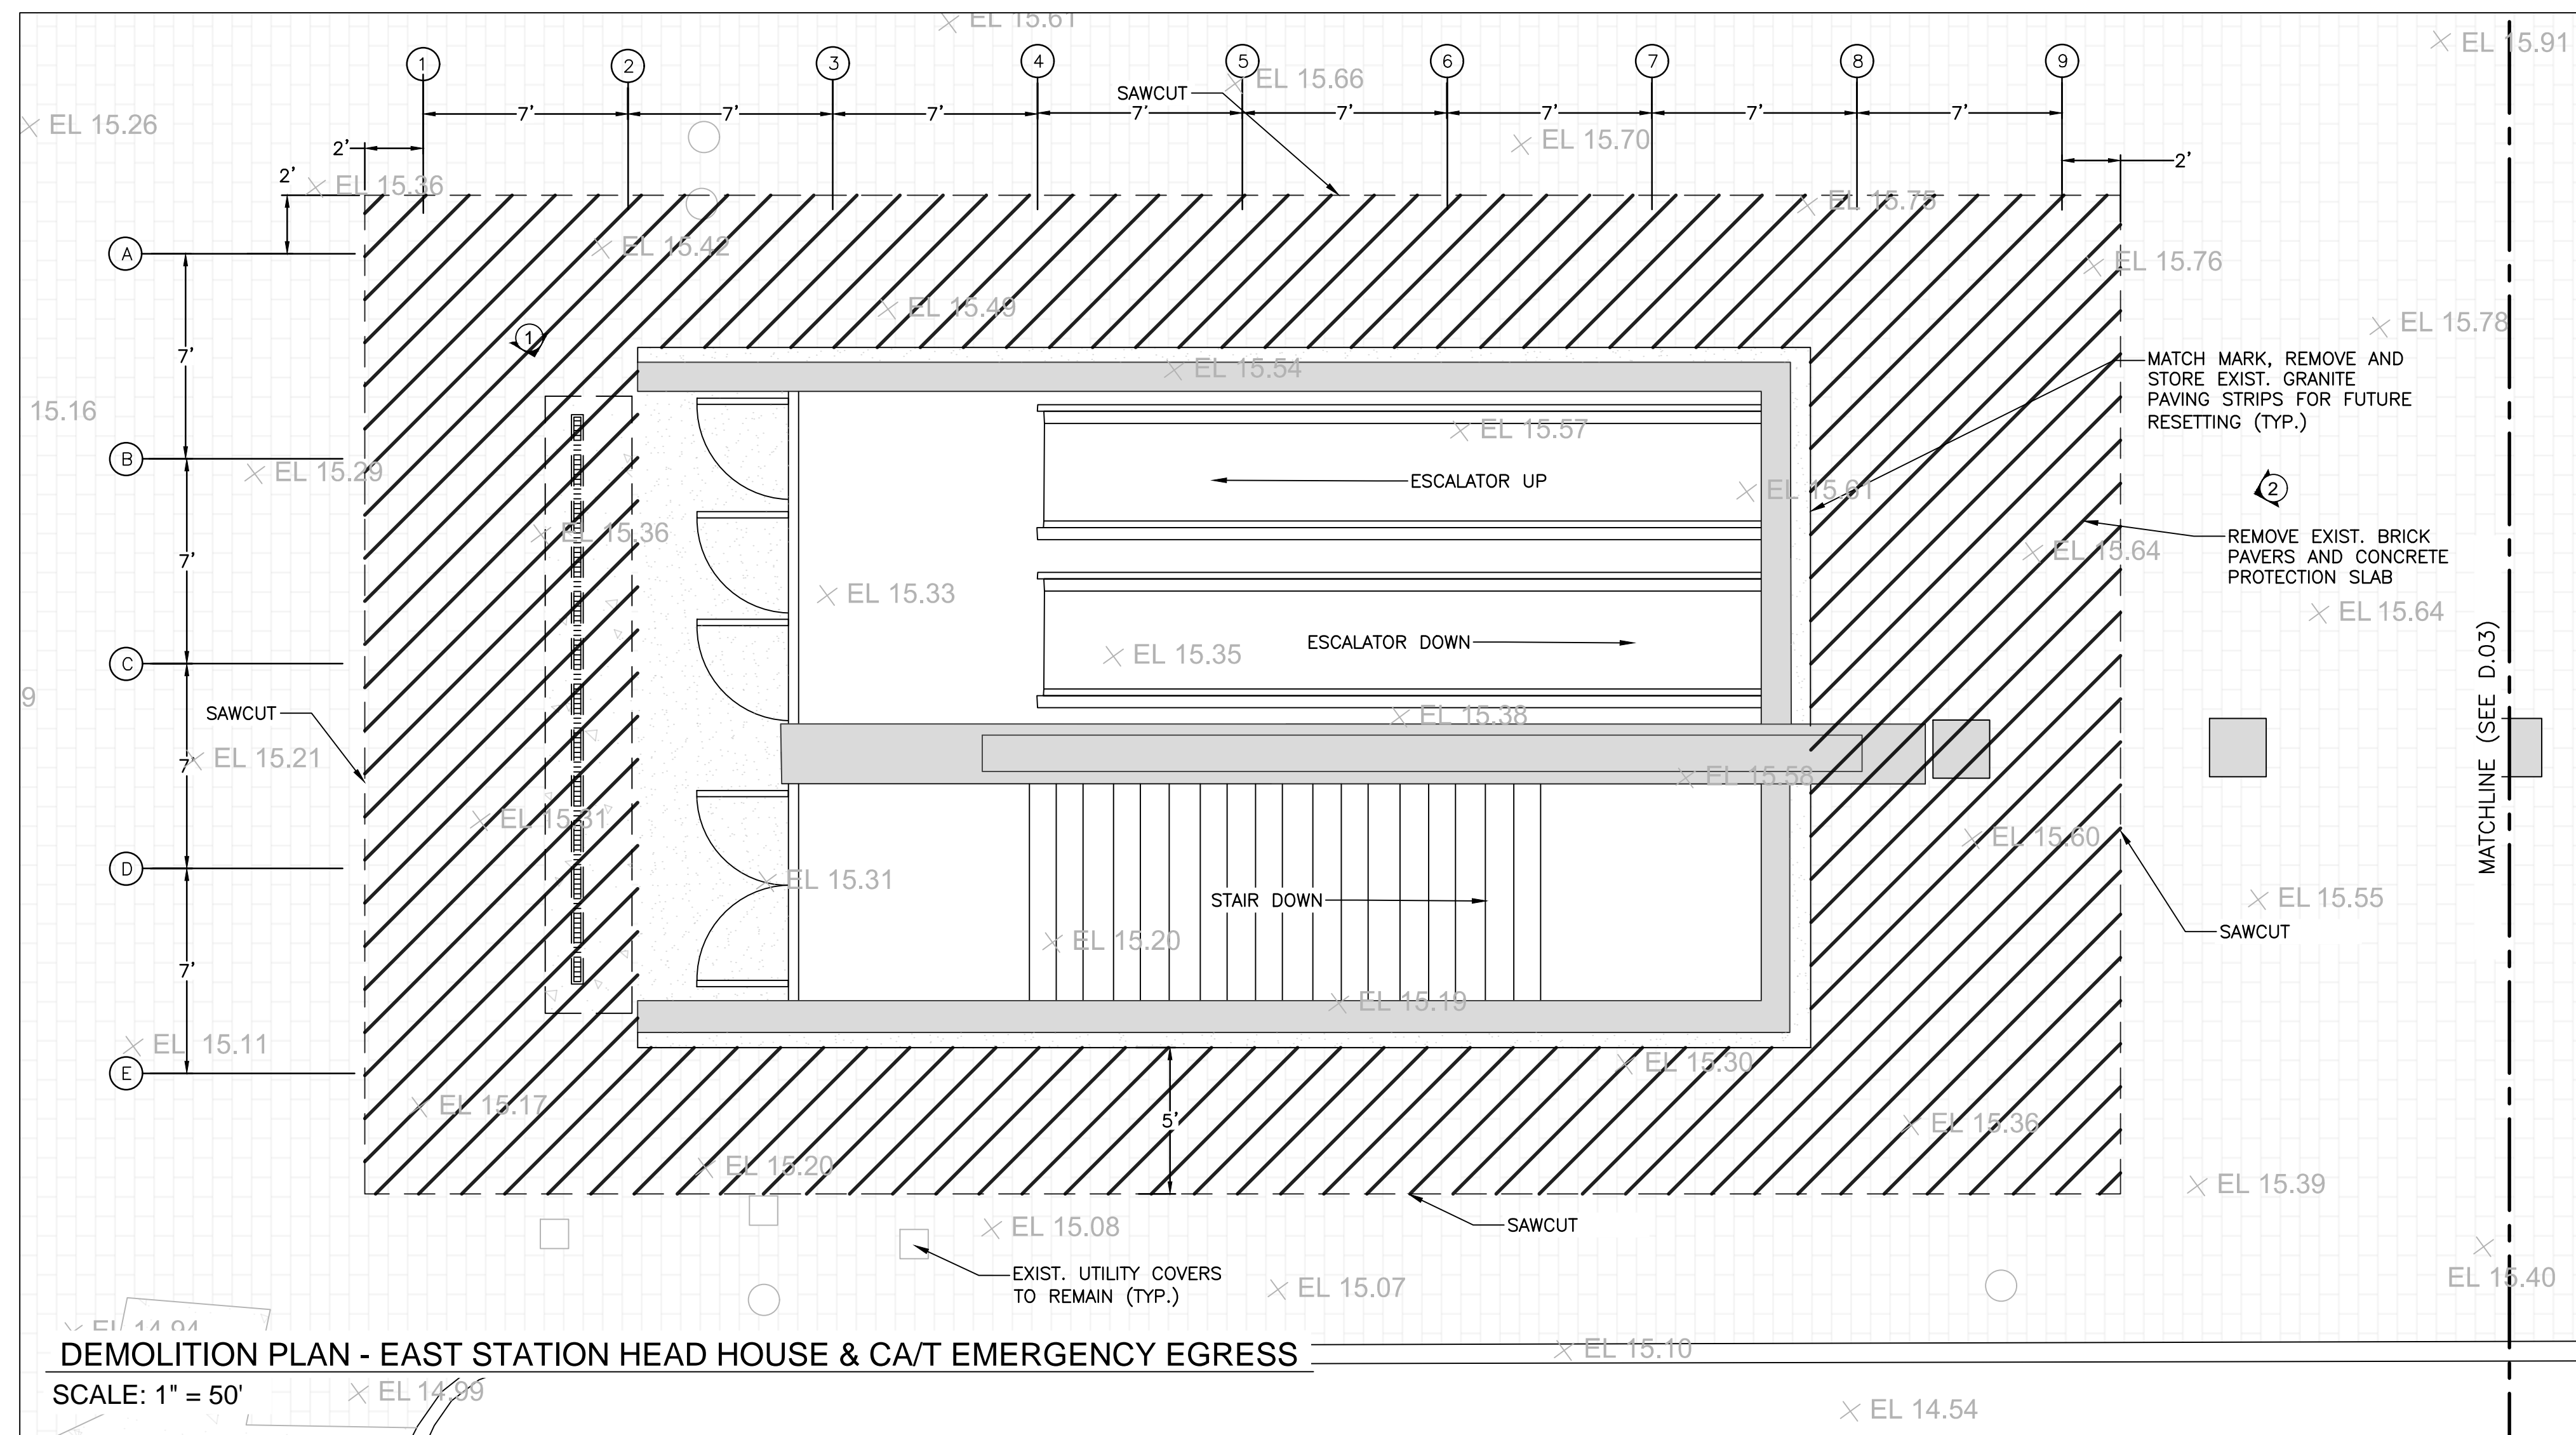 EL 15.61
EL 15.91
1
2
3
4
5
6
7
8
9
EL 15.66
SAWCUT
7'
7'
7'
7'
7'
7'
7'
7'
EL 15.26
EL 15.70
2'
2'
2'
EL 15.36
EL 15.75
A
EL 15.42
EL 15.76
EL 15.49
EL 15.78
1
7'
MATCH MARK, REMOVE AND
STORE EXIST. GRANITE
PAVING STRIPS FOR FUTURE
RESETTING (TYP.)
EL 15.54
15.16
EL 15.57
B
EL 15.29
ESCALATOR UP
EL 15.61
2
EL 15.36
REMOVE EXIST. BRICK
PAVERS AND CONCRETE
PROTECTION SLAB
EL 15.64
7'
EL 15.33
EL 15.64
ESCALATOR DOWN
EL 15.35
C
9
SAWCUT
EL 15.38
MATCHLINE (SEE D.03)
EL 15.21
7'
EL 15.58
EL 15.31
EL 15.60
D
EL 15.31
STAIR DOWN
EL 15.55
SAWCUT
EL 15.20
7'
EL 15.19
EL 15.11
EL 15.30
E
EL 15.17
5'
EL 15.36
EL 15.20
EL 15.39
EL 15.08
SAWCUT
EXIST. UTILITY COVERS
TO REMAIN (TYP.)
EL 15.07
EL 15.40
EL 14.94
DEMOLITION PLAN - EAST STATION HEAD HOUSE & CA/T EMERGENCY EGRESS
EL 15.10
SCALE: 1" = 50'
EL 14.99
EL 14.54